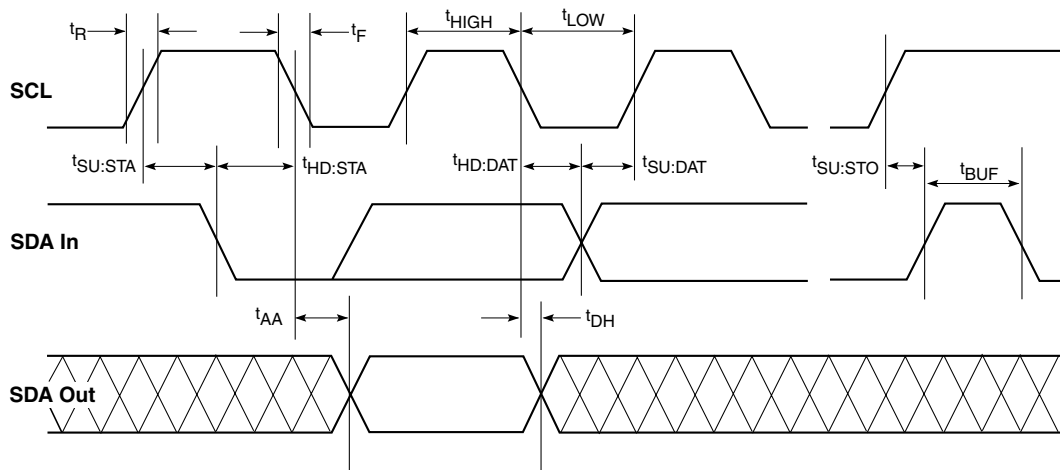 tR
tF
tHIGH
tLOW
SCL
tSU:STA
tHD:STA
tHD:DAT
tSU:DAT
tSU:STO
tBUF
SDA In
tAA
tDH
SDA Out